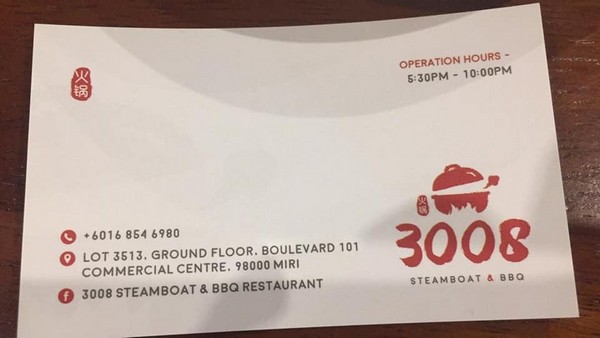 火锅
OPERATION HOURS -
5:30PM - 10:00PM
火锅
3008
STEAMBOAT & BBQ
+6016 854 6980
LOT 3513. GROUND FLOOR. BOULEVARD 101
COMMERCIAL CENTRE. 98000 MIRI
f
3008 STEAMBOAT & BBQ RESTAURANT